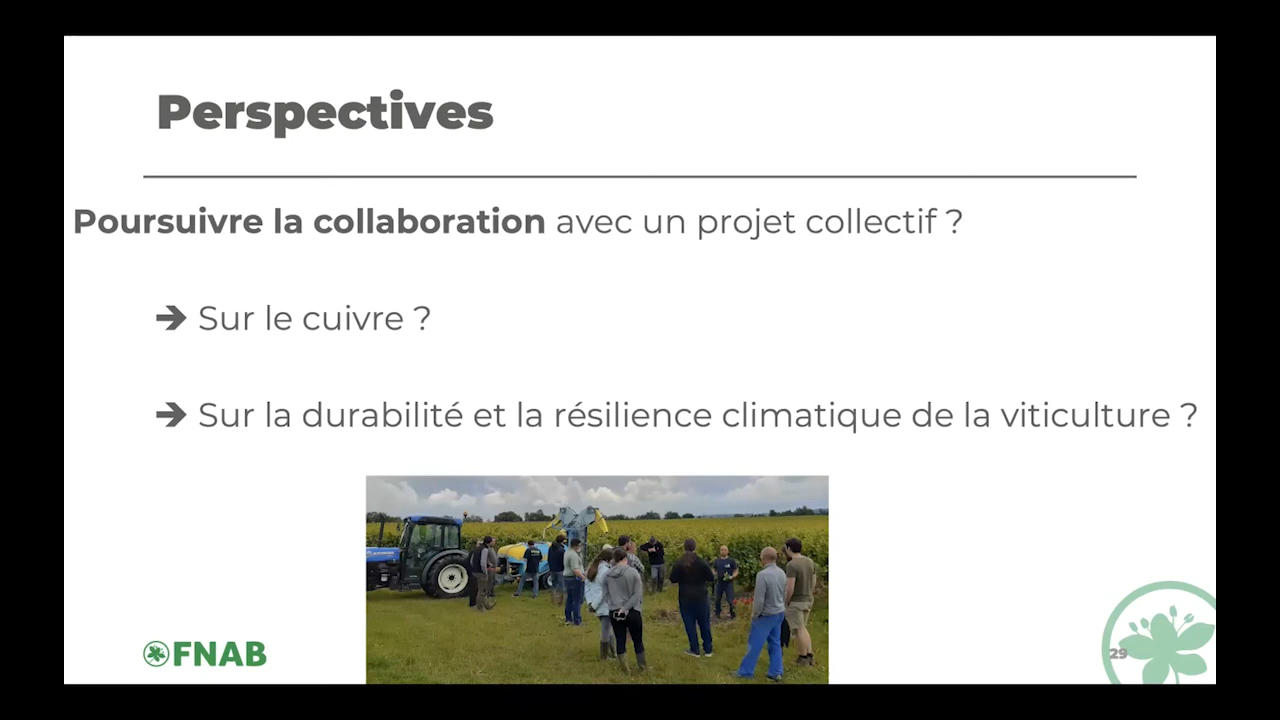 Perspectives
Poursuivre la collaboration avec un projet collectif ?
➔ Sur le cuivre ?
➔ Sur la durabilité et la résilience climatique de la viticulture ?
FNAB
29